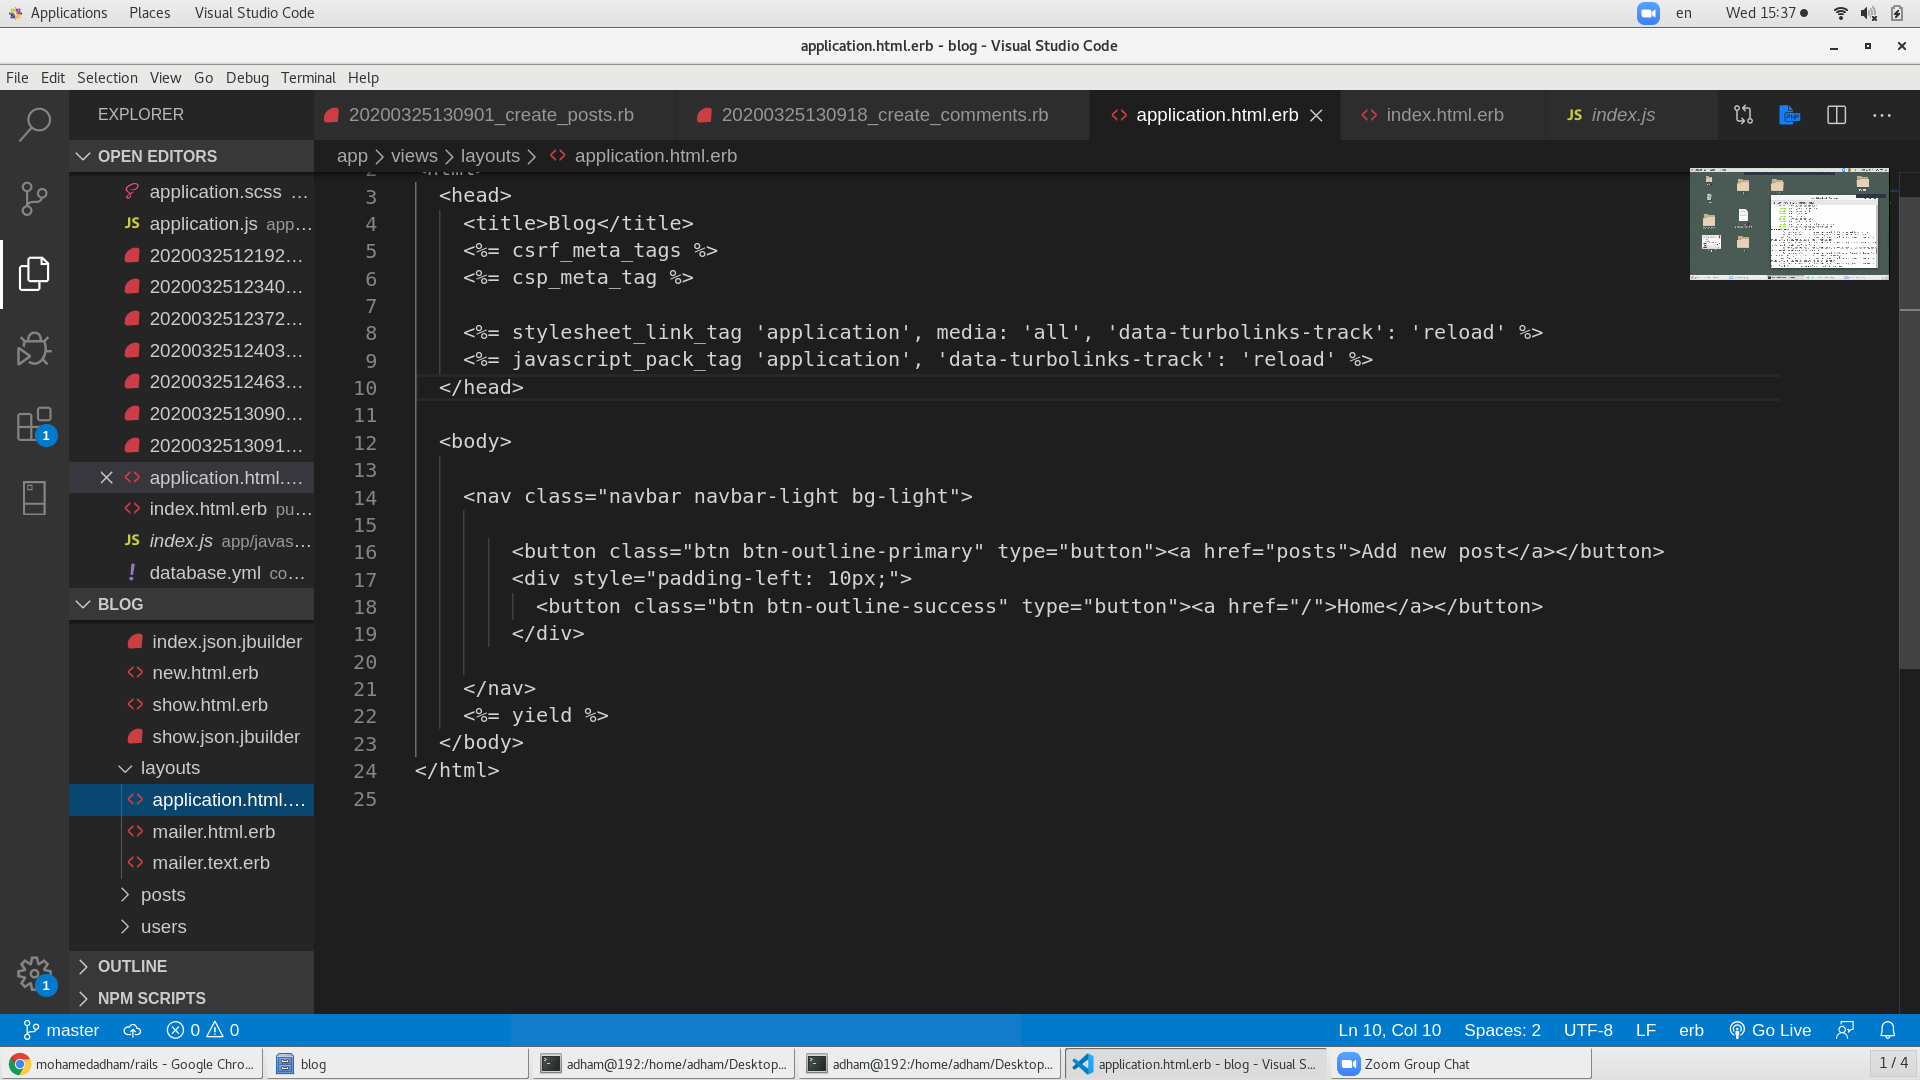 Applications Places Visual Studio Code en Wed 15:37
application.html.erb - blog - Visual Studio Code
File Edit Selection View Go Debug Terminal Help
EXPLORER
20200325130901_create_posts.rb 20200325130918_create_comments.rb application.html.erb index.html.erb JS index.js
app views layouts application.html.erb
OPEN EDITORS
application.scss ...
JS application.js app...
2020032512192...
2020032512340...
2020032512372...
2020032512403...
2020032512463...
2020032513090...
2020032513091...
application.html....
index.html.erb pu...
JS index.js app/javas...
! database.yml co...
BLOG
index.json.jbuilder
new.html.erb
show.html.erb
show.json.jbuilder
layouts
application.html....
mailer.html.erb
mailer.text.erb
posts
users
OUTLINE
NPM SCRIPTS
1
1
3 <head>
4 <title>Blog</title>
5 <%= csrf_meta_tags %>
6 <%= csp_meta_tag %>
7
8 <%= stylesheet_link_tag 'application', media: 'all', 'data-turbolinks-track': 'reload' %>
9 <%= javascript_pack_tag 'application', 'data-turbolinks-track': 'reload' %>
10 </head>
11
12 <body>
13
14 <nav class="navbar navbar-light bg-light">
15
16 <button class="btn btn-outline-primary" type="button"><a href="posts">Add new post</a></button>
17 <div style="padding-left: 10px;">
18 <button class="btn btn-outline-success" type="button"><a href="/">Home</a></button>
19 </div>
20
21 </nav>
22 <%= yield %>
23 </body>
24 </html>
25
master 0 0 Ln 10, Col 10 Spaces: 2 UTF-8 LF erb Go Live
mohamedadham/rails - Google Chro... blog adham@192:/home/adham/Desktop... adham@192:/home/adham/Desktop... application.html.erb - blog - Visual S... Zoom Group Chat 1 / 4